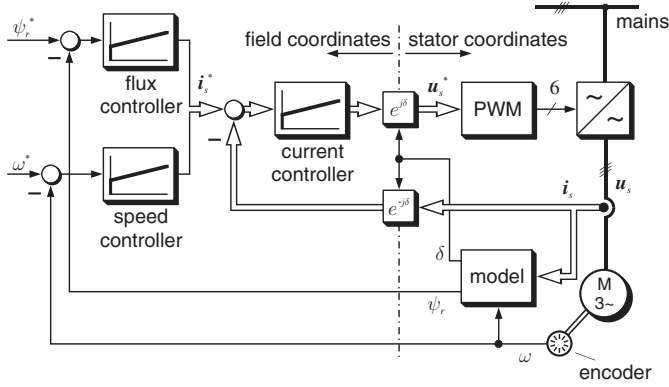 mains
field coordinates
stator coordinates
ψr*
flux
controller
is*
current
controller
e^jδ
us*
PWM
6
~
~
ω*
speed
controller
e^-jδ
is
us
δ
model
ψr
M
3~
ω
encoder